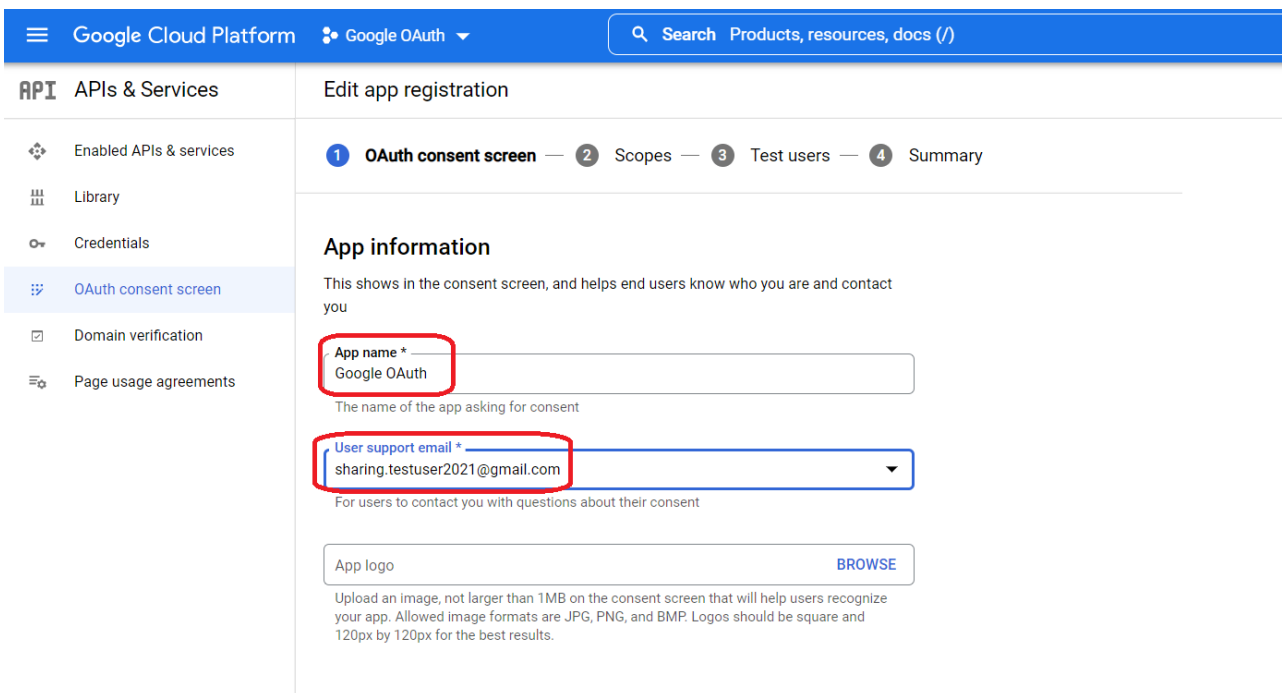 Google Cloud Platform
Google OAuth
Search Products, resources, docs (/)
API APIs & Services
Edit app registration
Enabled APIs & services
Library
Credentials
OAuth consent screen
Domain verification
Page usage agreements
1 OAuth consent screen — 2 Scopes — 3 Test users — 4 Summary
App information
This shows in the consent screen, and helps end users know who you are and contact
you
App name *
Google OAuth
The name of the app asking for consent
User support email *
sharing.testuser2021@gmail.com
For users to contact you with questions about their consent
App logo BROWSE
Upload an image, not larger than 1MB on the consent screen that will help users recognize
your app. Allowed image formats are JPG, PNG, and BMP. Logos should be square and
120px by 120px for the best results.